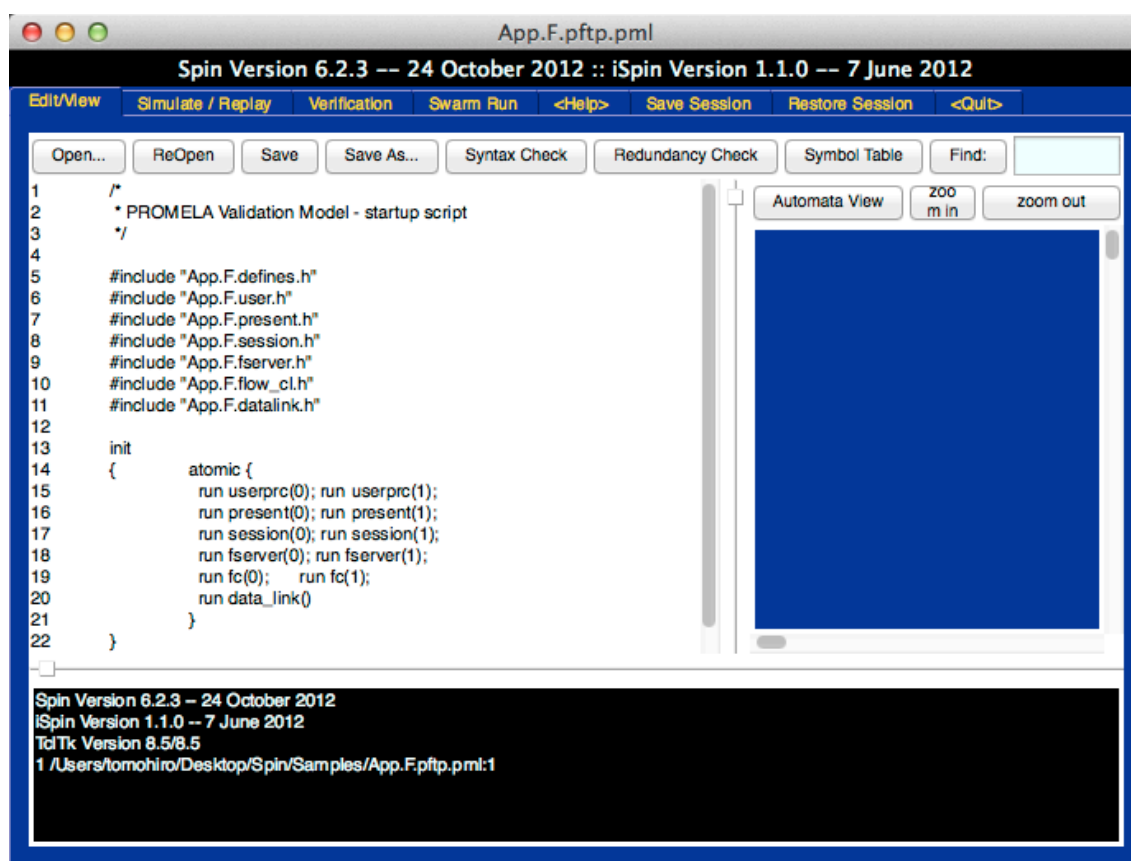 App.F.pftp.pml
Spin Version 6.2.3 -- 24 October 2012 :: iSpin Version 1.1.0 -- 7 June 2012
Edit/View Simulate / Replay Verification Swarm Run <Help> Save Session Restore Session <Quit>
Open... ReOpen Save Save As... Syntax Check Redundancy Check Symbol Table Find:
Automata View zoo m in zoom out
1 /*
2 * PROMELA Validation Model - startup script
3 */
4
5 #include "App.F.defines.h"
6 #include "App.F.user.h"
7 #include "App.F.present.h"
8 #include "App.F.session.h"
9 #include "App.F.fserver.h"
10 #include "App.F.flow_cl.h"
11 #include "App.F.datalink.h"
12
13 init
14 { atomic {
15 run userprc(0); run userprc(1);
16 run present(0); run present(1);
17 run session(0); run session(1);
18 run fserver(0); run fserver(1);
19 run fc(0); run fc(1);
20 run data_link()
21 }
22 }
Spin Version 6.2.3 -- 24 October 2012
iSpin Version 1.1.0 -- 7 June 2012
TclTk Version 8.5/8.5
1 /Users/tomohiro/Desktop/Spin/Samples/App.F.pftp.pml:1